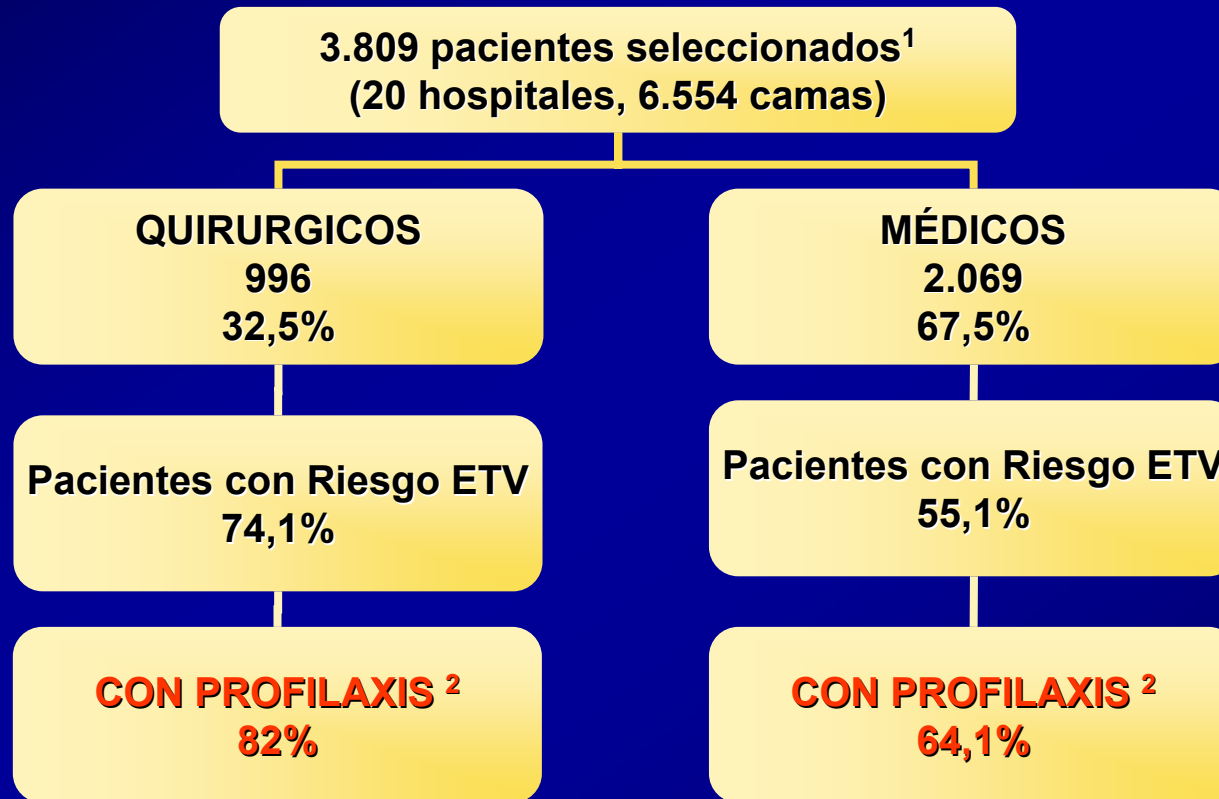 3.809 pacientes seleccionados¹
(20 hospitales, 6.554 camas)
QUIRURGICOS
996
32,5%
MÉDICOS
2.069
67,5%
Pacientes con Riesgo ETV
74,1%
Pacientes con Riesgo ETV
55,1%
CON PROFILAXIS ²
82%
CON PROFILAXIS ²
64,1%